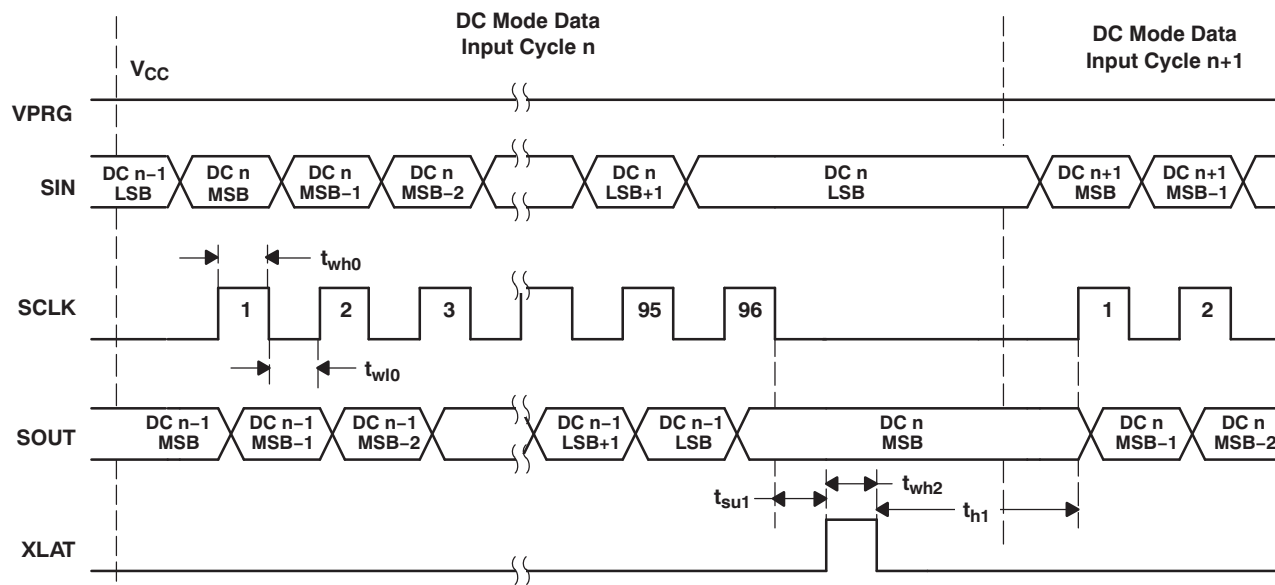 DC Mode Data
Input Cycle n
DC Mode Data
Input Cycle n+1
VCC
VPRG
SIN
DC n−1
LSB
DC n
MSB
DC n
MSB−1
DC n
MSB−2
DC n
LSB+1
DC n
LSB
DC n+1
MSB
DC n+1
MSB−1
twh0
SCLK
1
2
3
95
96
1
2
twl0
SOUT
DC n−1
MSB
DC n−1
MSB−1
DC n−1
MSB−2
DC n−1
LSB+1
DC n−1
LSB
DC n
MSB
DC n
MSB−1
DC n
MSB−2
tsu1
twh2
th1
XLAT